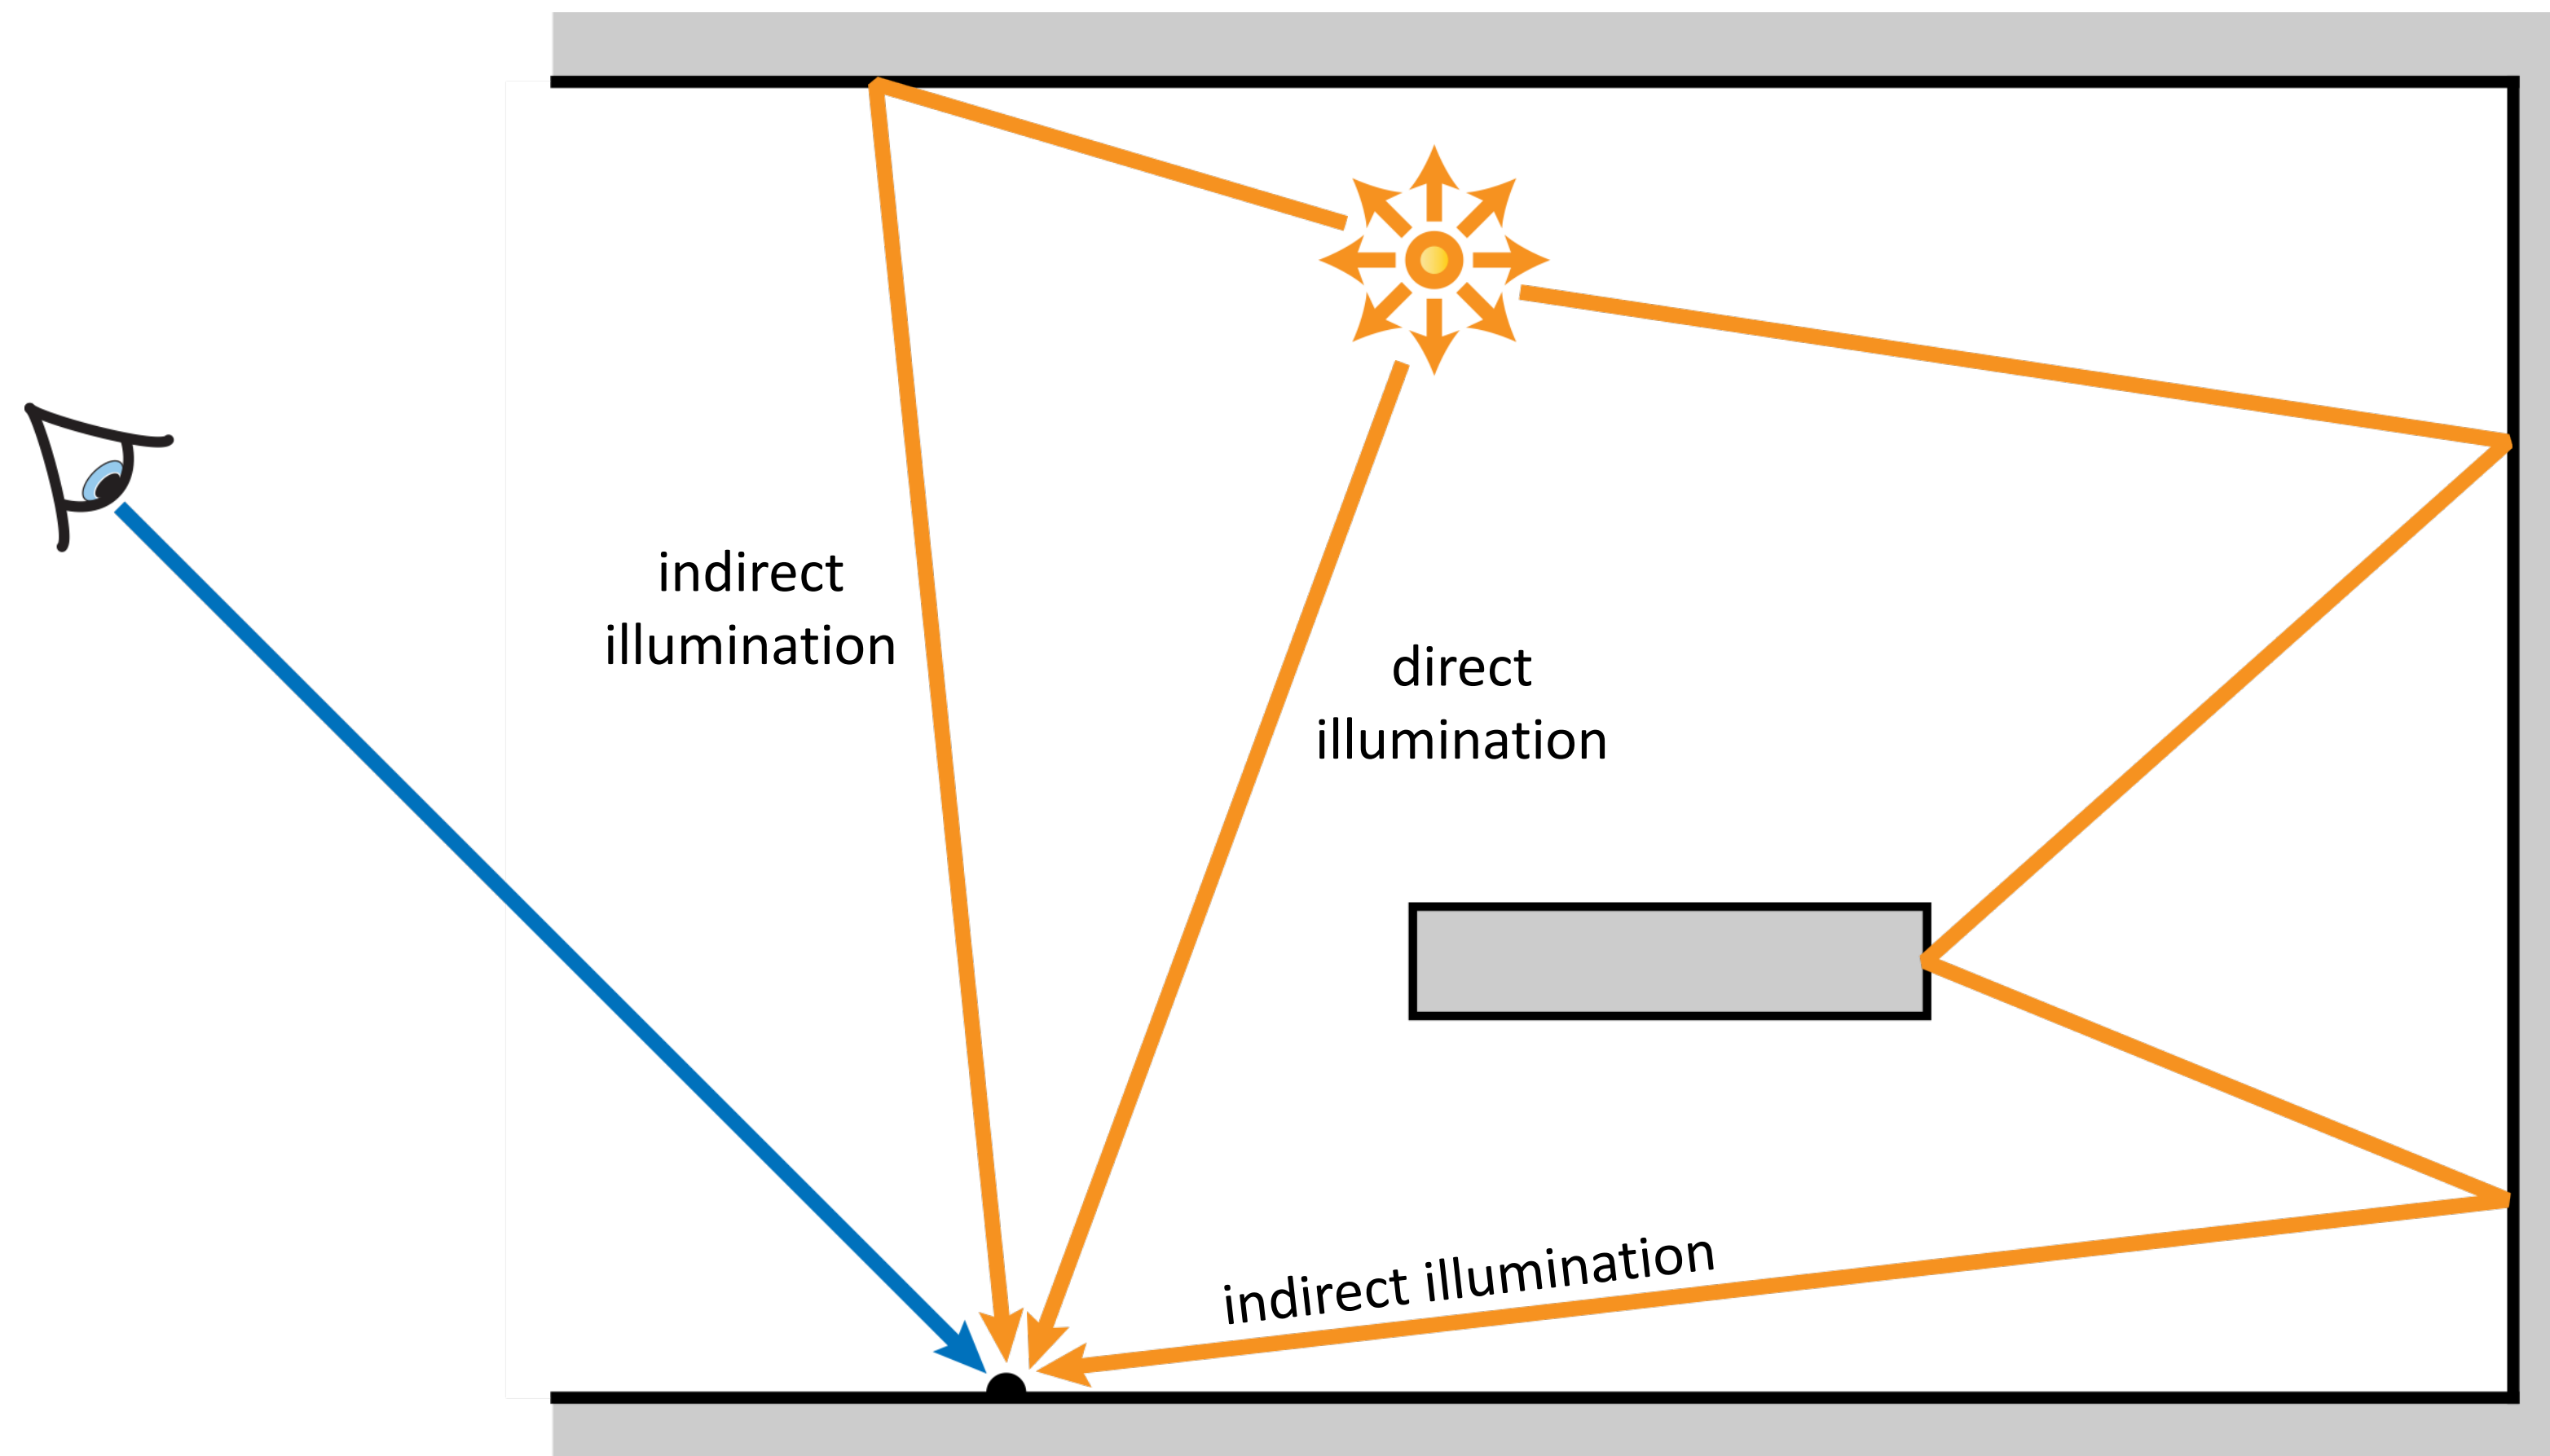 indirect
illumination
direct
illumination
indirect illumination